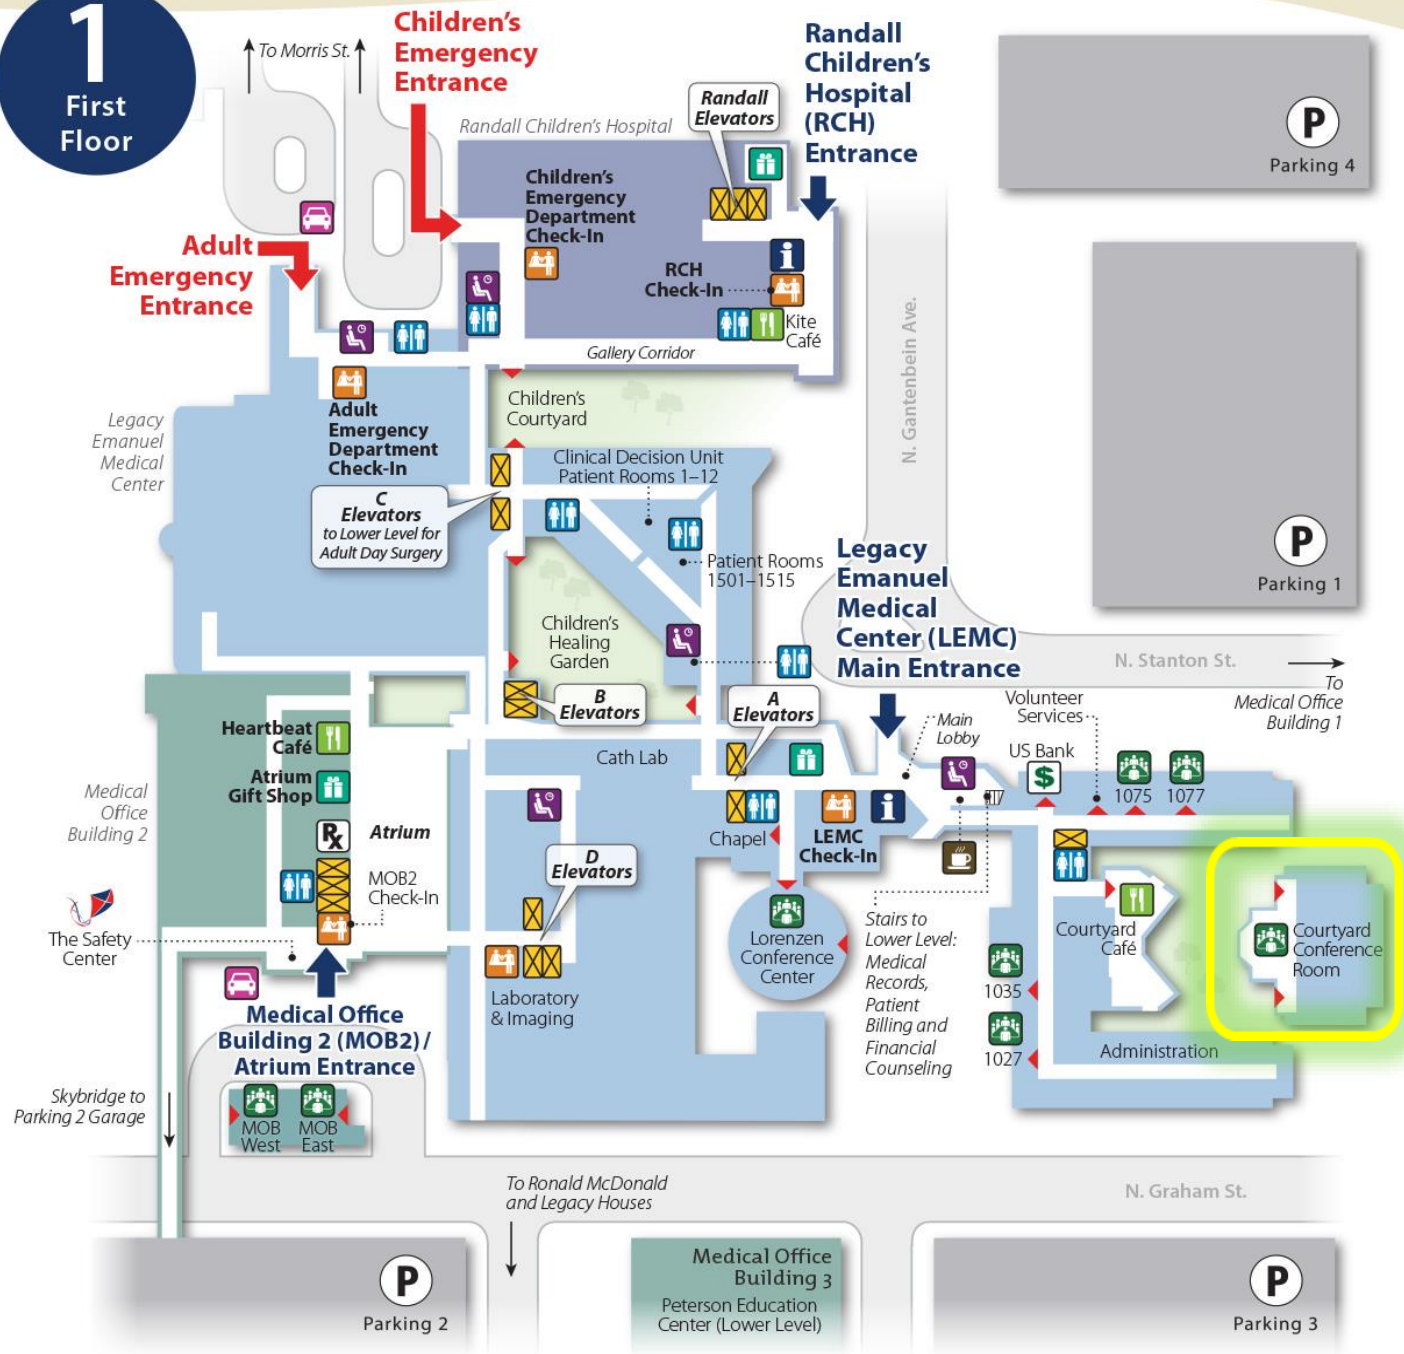 1
First
Floor
To Morris St.
Children's
Emergency
Entrance
Randall
Children's
Hospital
(RCH)
Entrance
Randall
Elevators
Randall Children's Hospital
P
Parking 4
Children's
Emergency
Department
Check-In
Adult
Emergency
Entrance
i
RCH
Check-In
Kite
Café
Gallery Corridor
N. Gantenbein Ave.
Adult
Emergency
Department
Check-In
Children's
Courtyard
Legacy
Emanuel
Medical
Center
Clinical Decision Unit
Patient Rooms 1–12
C
Elevators
to Lower Level for
Adult Day Surgery
P
Parking 1
Patient Rooms
1501–1515
Legacy
Emanuel
Medical
Center (LEMC)
Main Entrance
Children's
Healing
Garden
N. Stanton St.
To
Medical Office
Building 1
B
Elevators
A
Elevators
Volunteer
Services
Main
Lobby
US Bank
$
1075
1077
Heartbeat
Café
Atrium
Gift Shop
Cath Lab
Medical
Office
Building 2
Rx
Atrium
Chapel
LEMC
Check-In
i
D
Elevators
MOB2
Check-In
The Safety
Center
Lorenzen
Conference
Center
Stairs to
Lower Level:
Medical
Records,
Patient
Billing and
Financial
Counseling
Courtyard
Café
Courtyard
Conference
Room
1035
1027
Laboratory
& Imaging
Medical Office
Building 2 (MOB2)/
Atrium Entrance
Administration
Skybridge to
Parking 2 Garage
MOB
West
MOB
East
To Ronald McDonald
and Legacy Houses
N. Graham St.
P
Parking 2
Medical Office
Building 3
Peterson Education
Center (Lower Level)
P
Parking 3